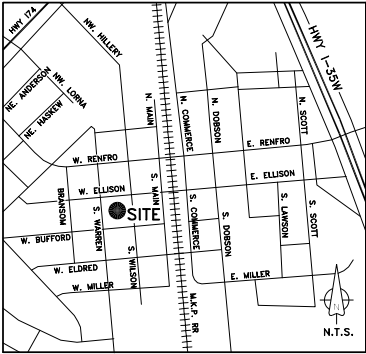 HWY 174
NW. HILLERY
HWY I-35W
NE. ANDERSON
NW. LORNA
NE. HASKEW
N. MAIN
N. COMMERCE
N. DOBSON
N. SCOTT
W. RENFRO
E. RENFRO
W. ELLISON
E. ELLISON
S. MAIN
BRANSOM
S. WARREN
SITE
S. COMMERCE
S. DOBSON
S. LAWSON
S. SCOTT
W. BUFFORD
S. WILSON
W. ELDRED
W. MILLER
E. MILLER
M.K.P. RR
N
N.T.S.